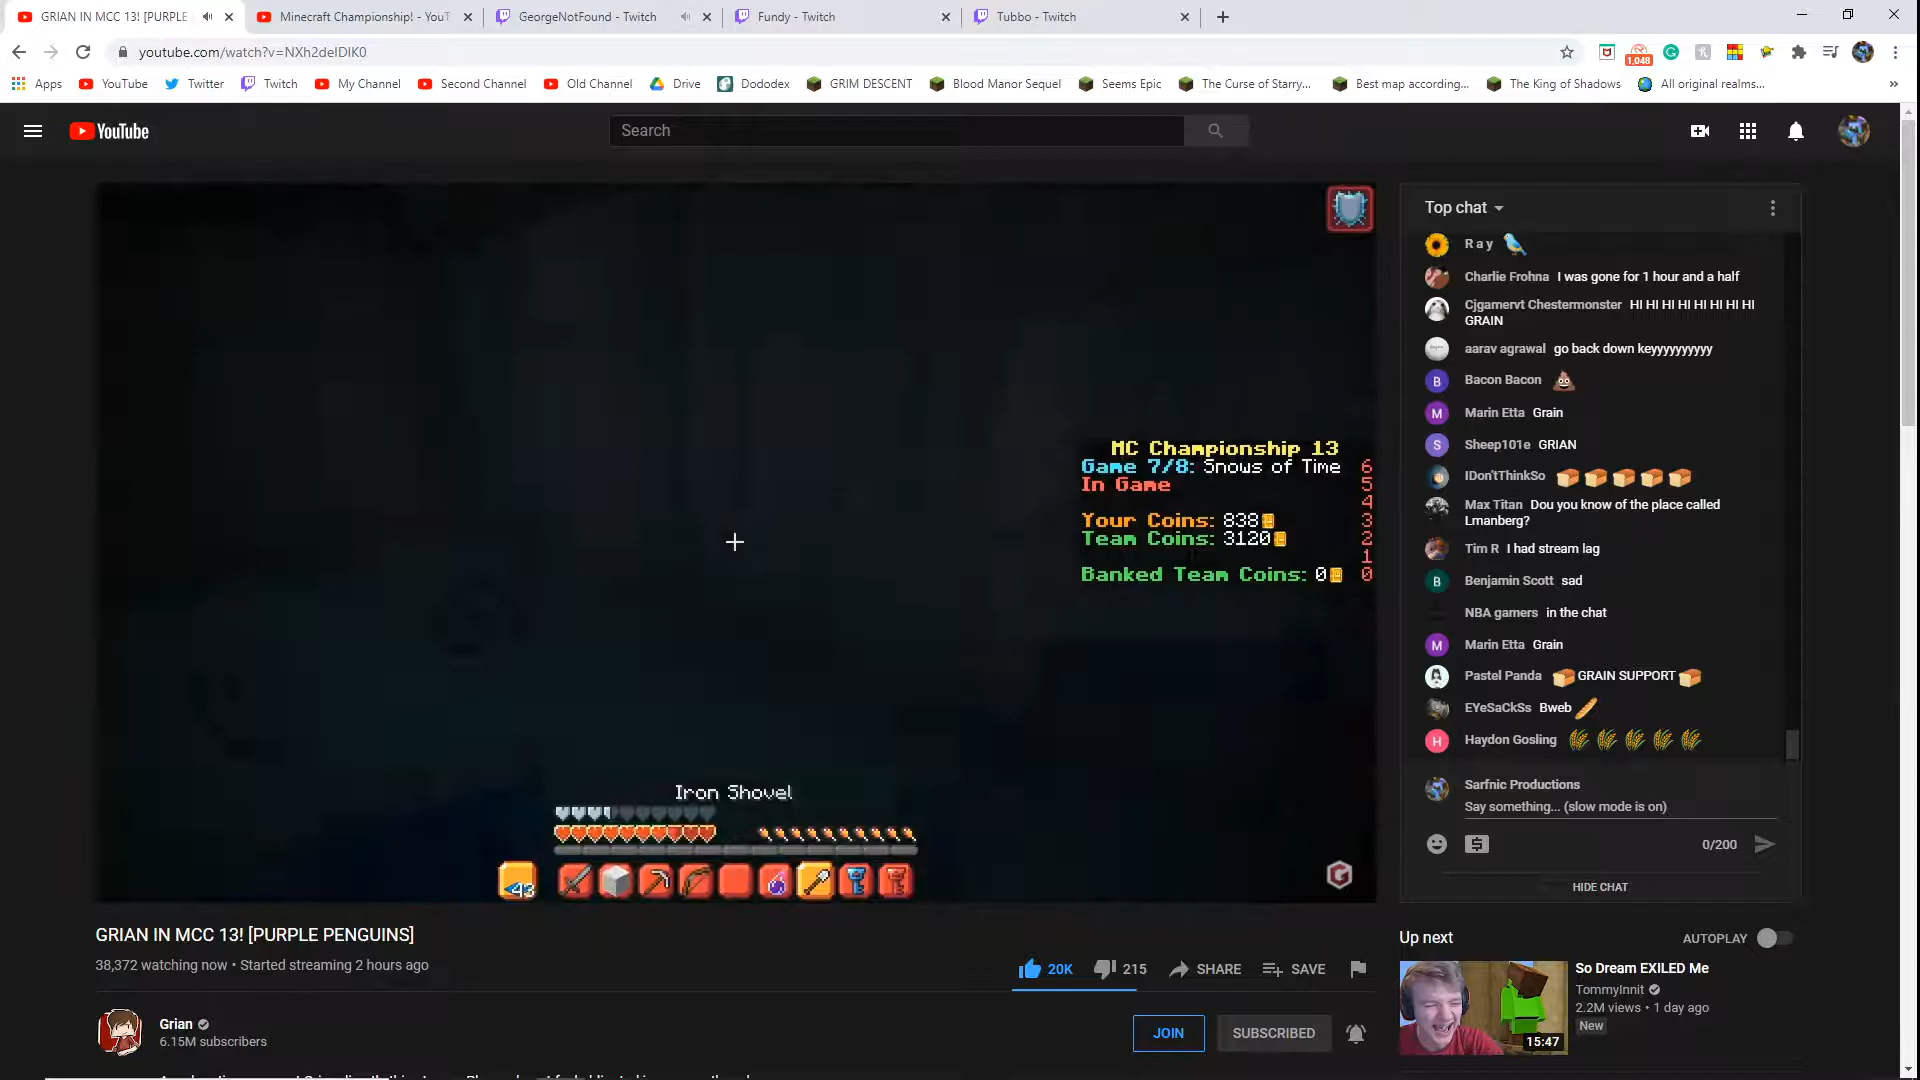 GRIAN IN MCC 13! [PURPLE
Minecraft Championship! - YouT
GeorgeNotFound - Twitch
Fundy - Twitch
Tubbo - Twitch
youtube.com/watch?v=NXh2deIDIK0
1,048
Apps
YouTube
Twitter
Twitch
My Channel
Second Channel
Old Channel
Drive
Dododex
GRIM DESCENT
Blood Manor Sequel
Seems Epic
The Curse of Starry...
Best map according...
The King of Shadows
All original realms...
YouTube
Search
Top chat
Ray
Charlie Frohna I was gone for 1 hour and a half
Cjgamervt Chestermonster HI HI HI HI HI HI HI HI
GRAIN
aarav agrawal go back down keyyyyyyyyyy
Bacon Bacon
Marin Etta Grain
Sheep101e GRIAN
IDon'tThinkSo
Max Titan Dou you know of the place called
Lmanberg?
Tim R I had stream lag
Benjamin Scott sad
NBA gamers in the chat
Marin Etta Grain
Pastel Panda GRAIN SUPPORT
EYeSaCkSs Bweb
Haydon Gosling
Sarfnic Productions
Say something... (slow mode is on)
0/200
HIDE CHAT
MC Championship 13
Game 7/8: Snows of Time 6
In Game 5
4
Your Coins: 838 3
Team Coins: 3120 2
1
Banked Team Coins: 0 0
Iron Shovel
43
GRIAN IN MCC 13! [PURPLE PENGUINS]
38,372 watching now • Started streaming 2 hours ago
20K
215
SHARE
SAVE
Grian
6.15M subscribers
JOIN
SUBSCRIBED
Up next
AUTOPLAY
So Dream EXILED Me
TommyInnit
2.2M views • 1 day ago
New
15:47